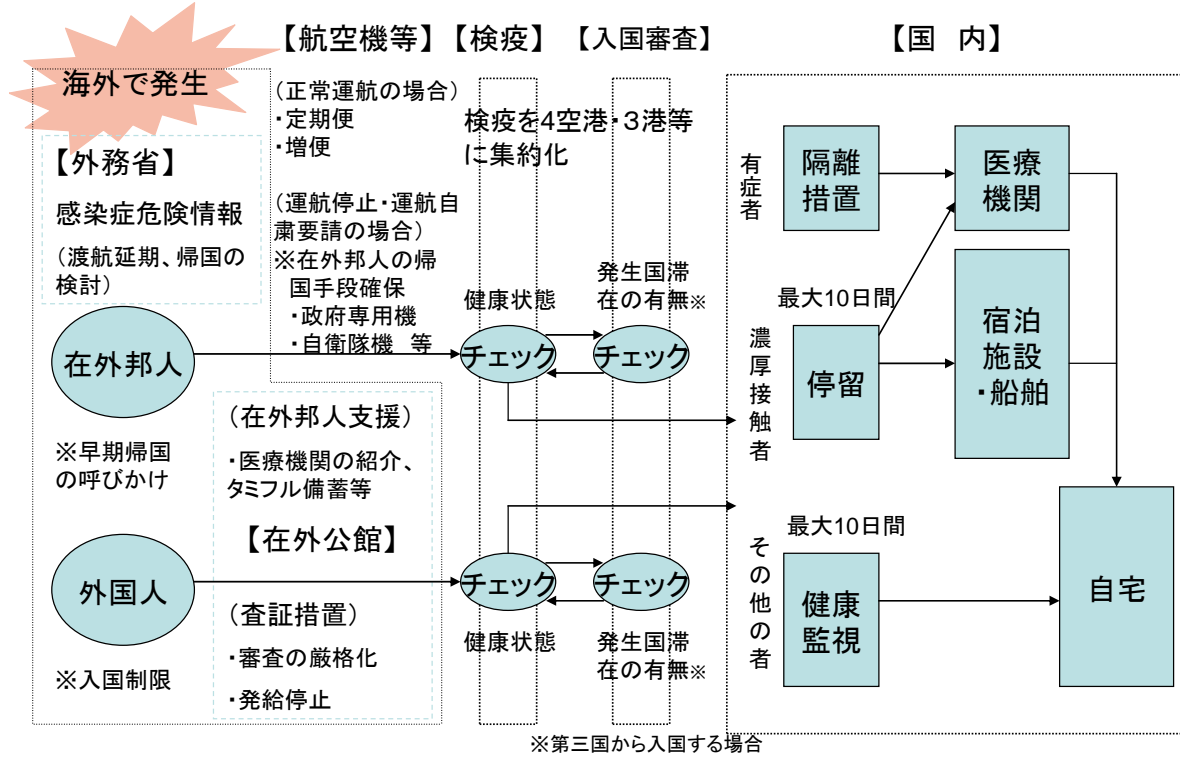 【航空機等】
【検疫】
【入国審査】
【国　内】
海外で発生
【外務省】
感染症危険情報
(渡航延期、帰国の
検討)
(正常運航の場合)
・定期便
・増便
(運航停止・運航自
粛要請の場合)
※在外邦人の帰
国手段確保
・政府専用機
・自衛隊機　等
検疫を4空港・3港等
に集約化
在外邦人
※早期帰国
の呼びかけ
健康状態
チェック
発生国滞
在の有無※
チェック
(在外邦人支援)
・医療機関の紹介、
タミフル備蓄等
【在外公館】
(査証措置)
・審査の厳格化
・発給停止
外国人
※入国制限
チェック
健康状態
チェック
発生国滞
在の有無※
※第三国から入国する場合
有症者
隔離
措置
医療
機関
濃厚接触者
最大10日間
停留
宿泊
施設
・船舶
その他の者
最大10日間
健康
監視
自宅